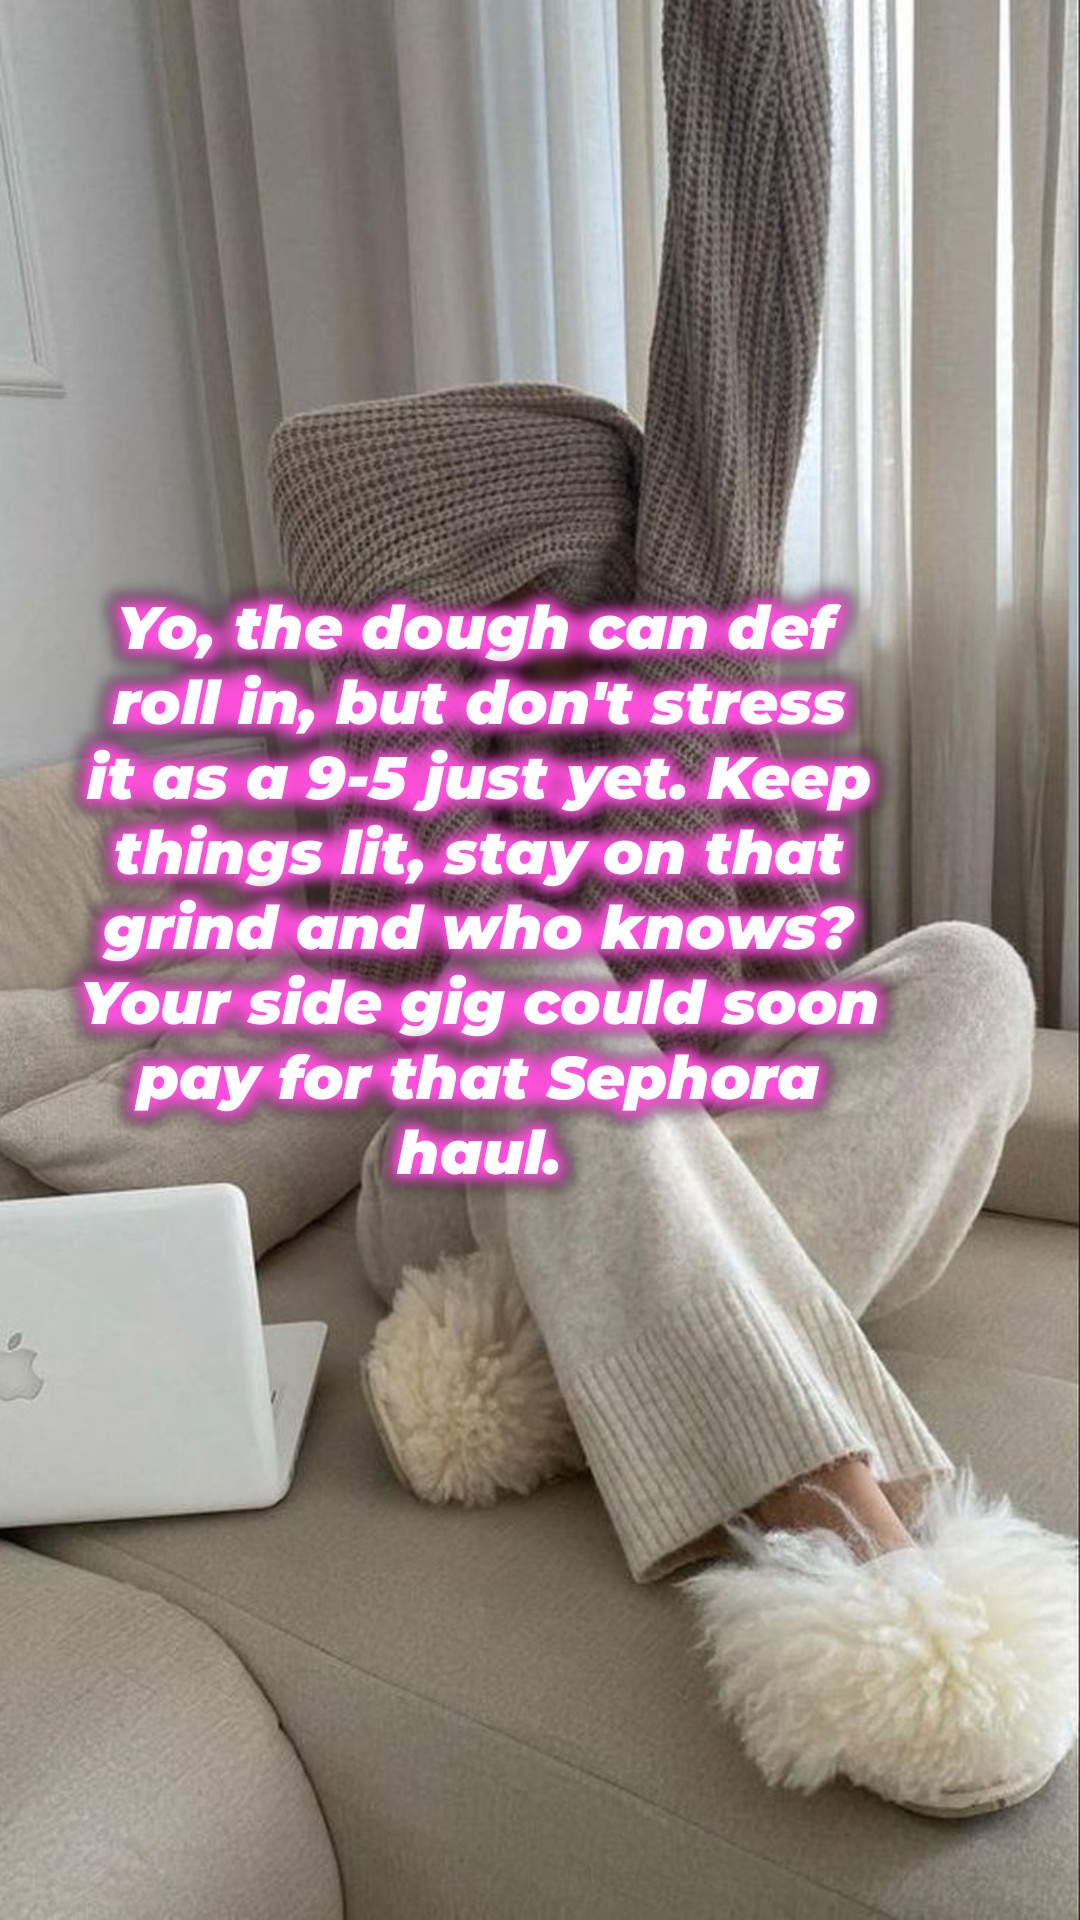 Yo, the dough can def
roll in, but don't stress
it as a 9-5 just yet. Keep
things lit, stay on that
grind and who knows?
Your side gig could soon
pay for that Sephora
haul.